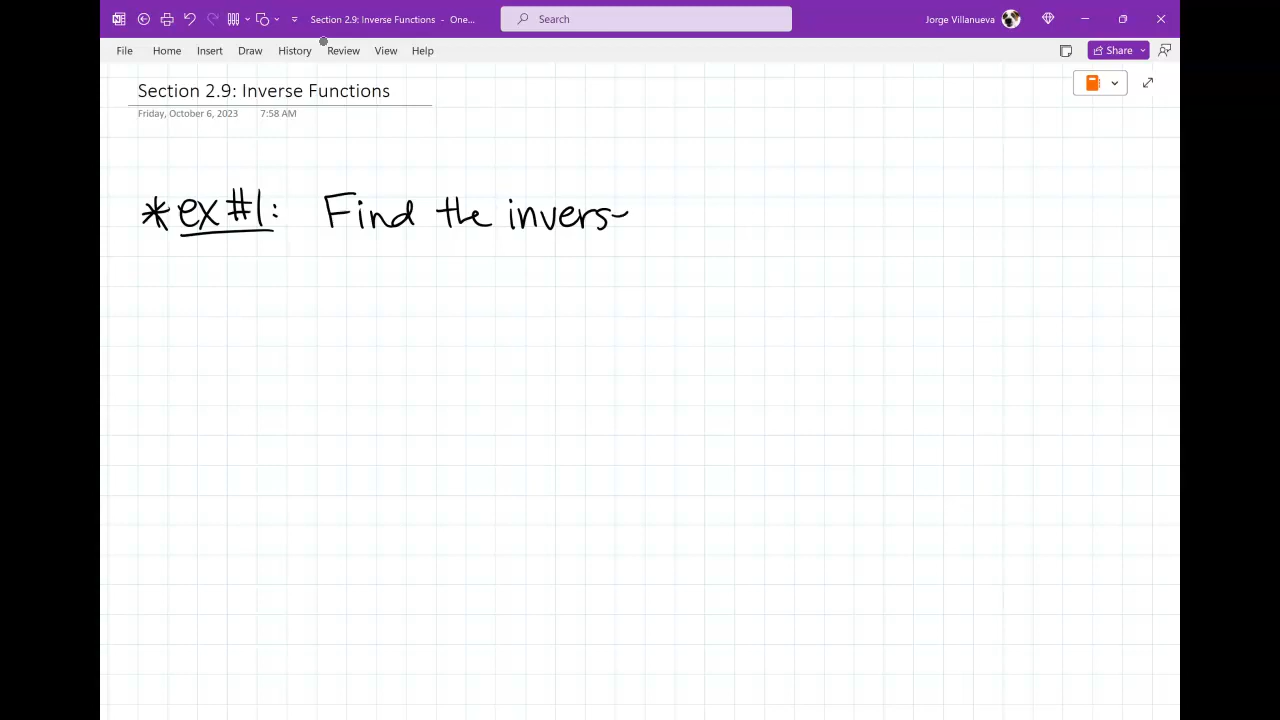 Section 2.9: Inverse Functions - One...
Search
Jorge Villanueva
File Home Insert Draw History Review View Help
Share
Section 2.9: Inverse Functions
Friday, October 6, 2023 7:58 AM
*ex #1: Find the invers